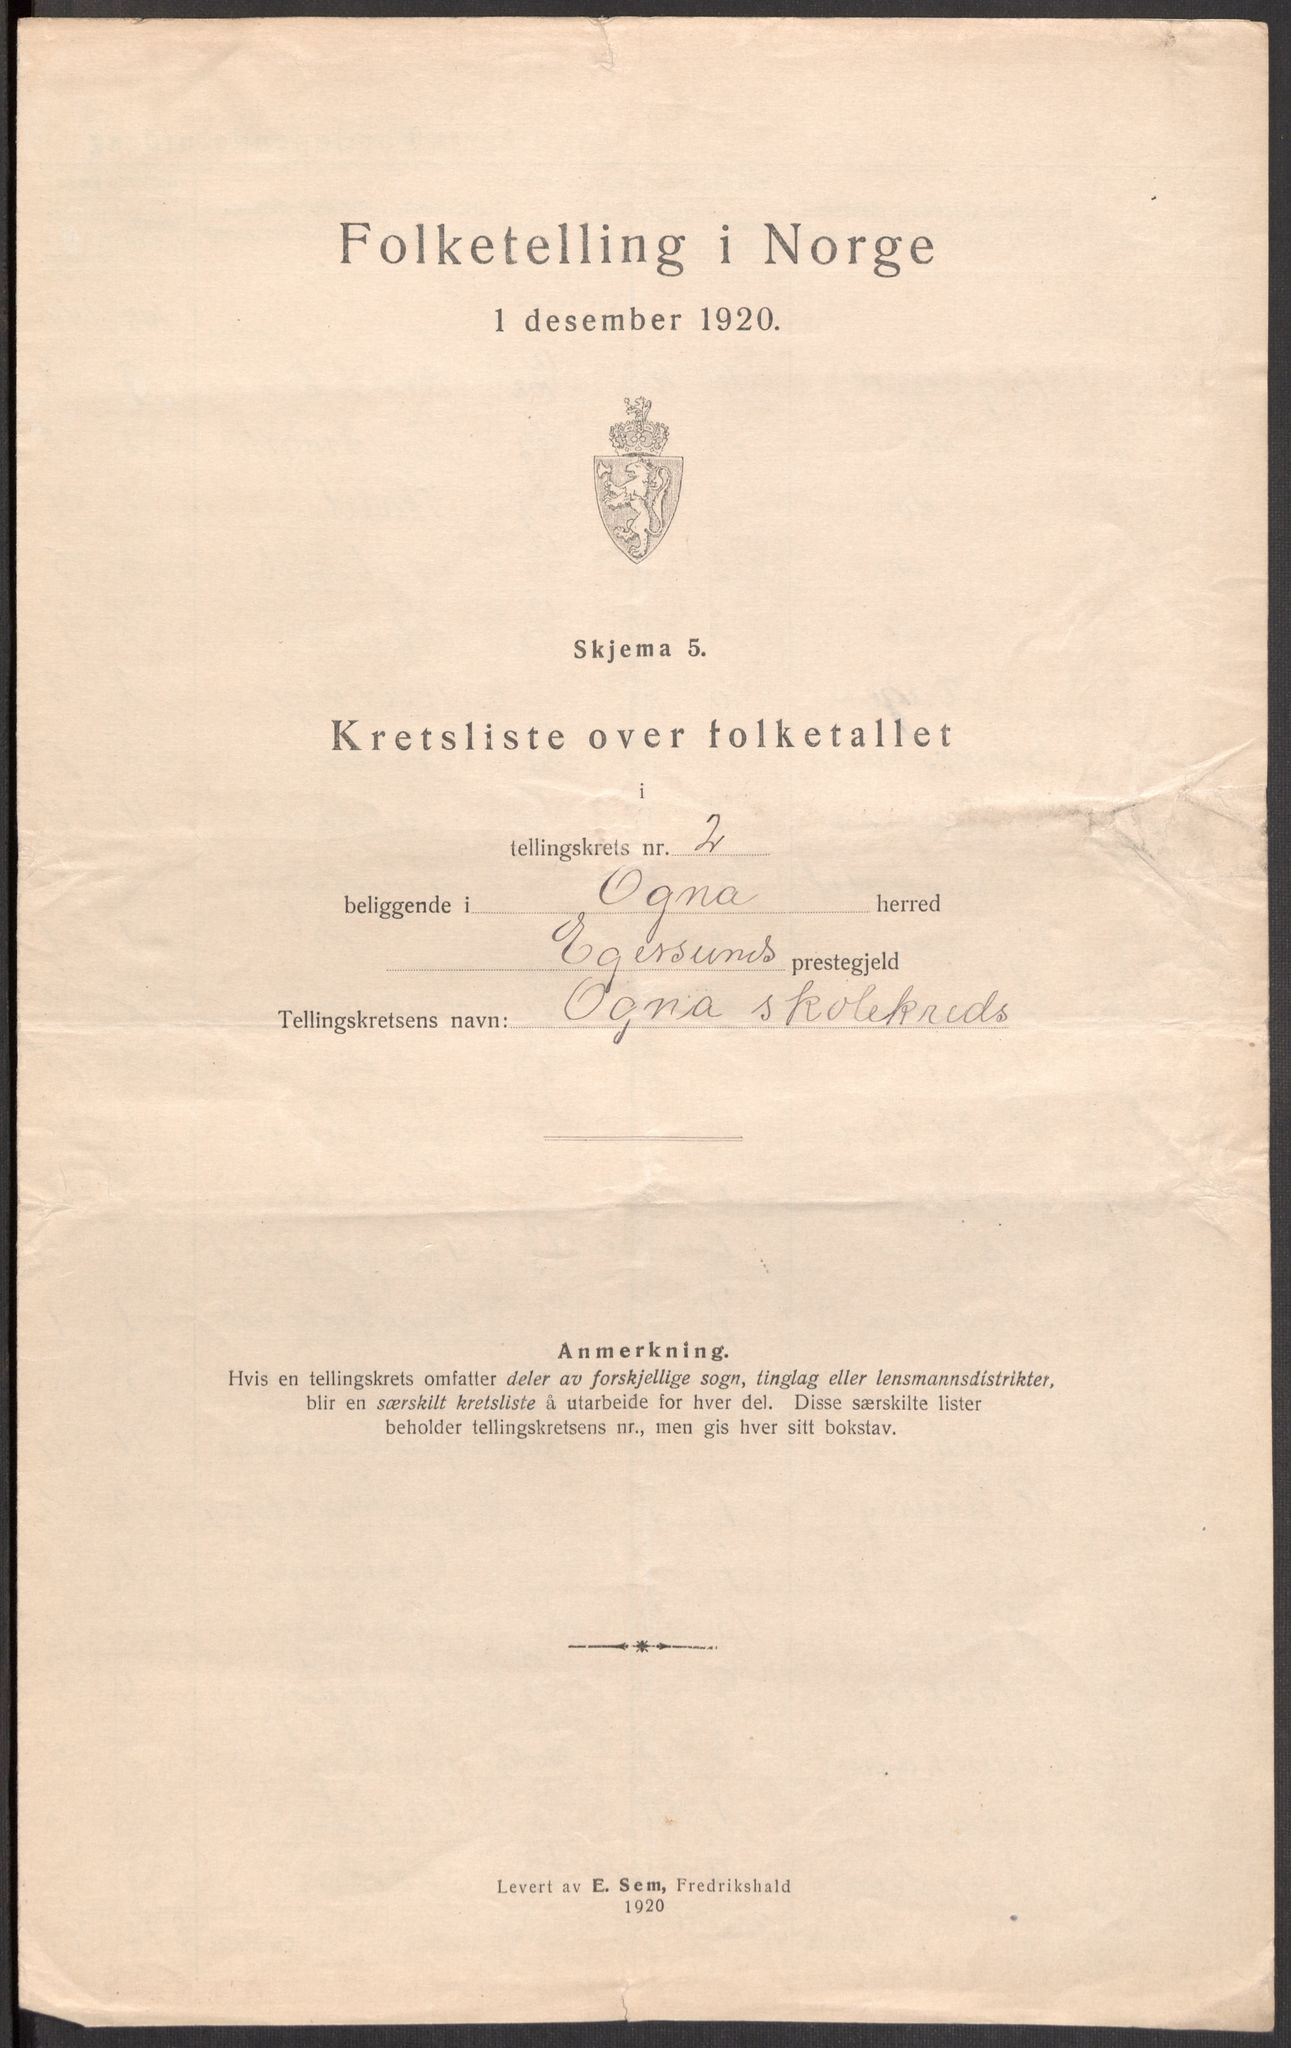 Folketelling i Norge
1 desember 1920.
Skjema 5.
Kretsliste over folketallet
i
tellingskrets nr. 2
beliggende i Ogna herred
Egersunds prestegjeld
Tellingskretsens navn: Ogna skolekreds
Anmerkning.
Hvis en tellingskrets omfatter deler av forskjellige sogn, tinglag eller lensmannsdistrikter,
blir en særskilt kretsliste å utarbeide for hver del. Disse særskilte lister
beholder tellingskretsens nr., men gis hver sitt bokstav.
Levert av E. Sem, Fredrikshald
1920